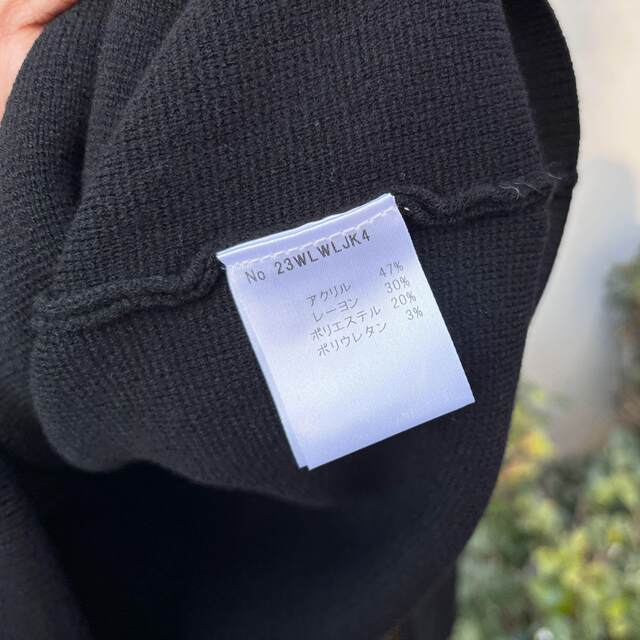 No 23WLWLJK4
アクリル 47%
レーヨン 30%
ポリエステル 20%
ポリウレタン 3%